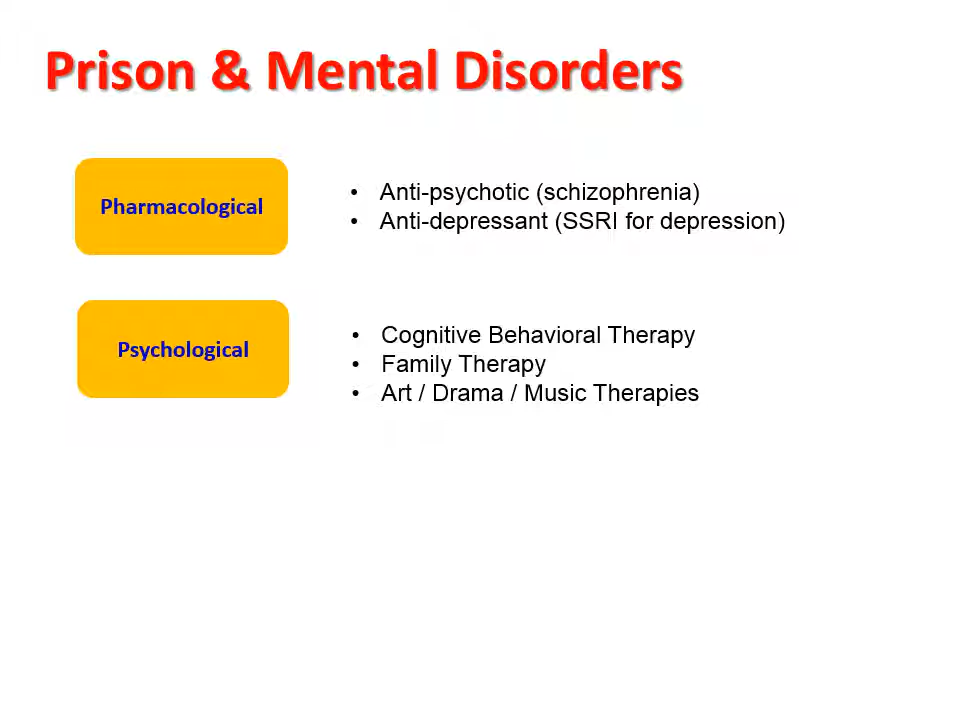 Prison & Mental Disorders
Pharmacological
• Anti-psychotic (schizophrenia)
• Anti-depressant (SSRI for depression)
Psychological
• Cognitive Behavioral Therapy
• Family Therapy
• Art / Drama / Music Therapies